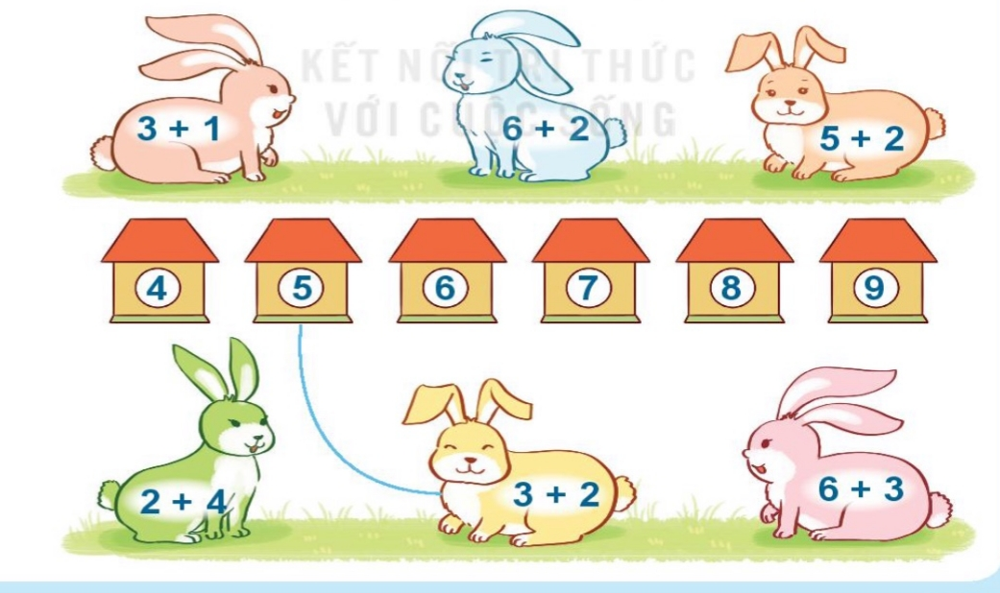 KẾT NỐI TRI THỨC
VỚI CUỘC SỐNG
3 + 1
6 + 2
5 + 2
4 5 6 7 8 9
2 + 4
3 + 2
6 + 3